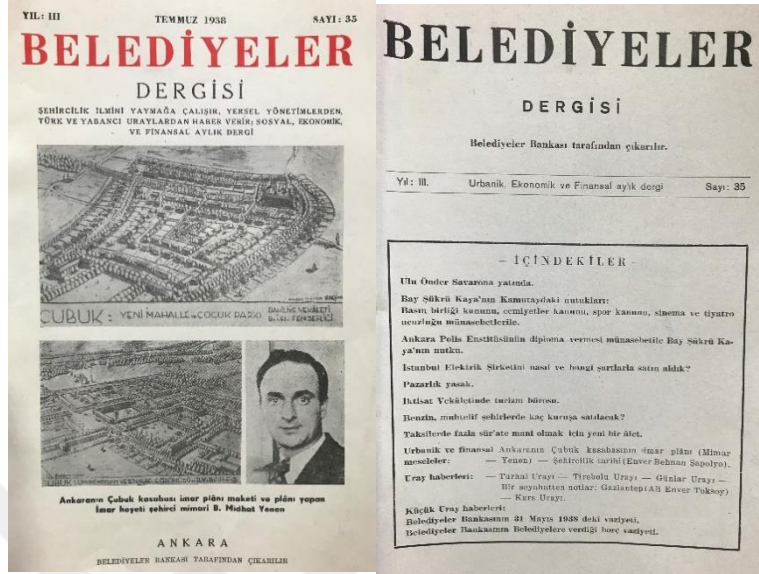 YIL: III TEMMUZ 1938 SAYI: 35
BELEDİYELER
DERGİSİ
ŞEHİRCİLİK İLMİNİ YAYMAĞA ÇALIŞIR, YERSEL YÖNETİMLERDEN,
TÜRK VE YABANCI URAYLARDAN HABER VERİR; SOSYAL, EKONOMİK,
VE FİNANSAL AYLIK DERGİ
ÇUBUK: YENİ MAHALLE VE ÇOCUK PARKI
ÇUBUK
Ankaranın Çubuk kasabası imar plânı maketi ve plânı yapan
İmar heyeti şehirci mimarî B. Midhat Yenen
ANKARA
BELEDİYELER BANKASI TARAFINDAN ÇIKARILIR
BELEDİYELER
DERGİSİ
Belediyeler Bankası tarafından çıkarılır.
Yıl: III. Urbanik, Ekonomik ve Finansal aylık dergi Sayı: 35
— İÇİNDEKİLER —
Ulu Önder Savarona yatında.
Bay Şükrü Kaya'nın Kamutaydaki nutukları:
Basın birliği kanunu, cemiyetler kanunu, spor kanunu, sinema ve tiyatro
ucuzluğu münasebetlerile.
Ankara Polis Enstitüsünün diploma vermesi münasebetile Bay Şükrü Ka-
ya'nın nutku.
İstanbul Elektrik Şirketini nasıl ve hangi şartlarla satın aldık?
Pazarlık yasak.
İktisat Vekâletinde turizm bürosu.
Benzin, muhtelif şehirlerde kaç kuruşa satılacak?
Taksilerde fazla sür'ate mani olmak için yeni bir âlet.
Urbanik ve finansal Ankaranın Çubuk kasabasının imar plânı (Mimar
meseleler: — Yenen) — Şehircilik tarihi (Enver Behnan Şapolyo).
Uray haberleri: — Turhal Urayı — Tirebolu Urayı — Günlar Urayı —
Bir seyahatten notlar: Gaziantep (Ali Enver Toksoy)
— Kars Urayı.
Küçük Uray haberleri:
Belediyeler Bankasının 31 Mayıs 1938 deki vaziyeti.
Belediyeler Bankasının Belediyelere verdiği borç vaziyeti.